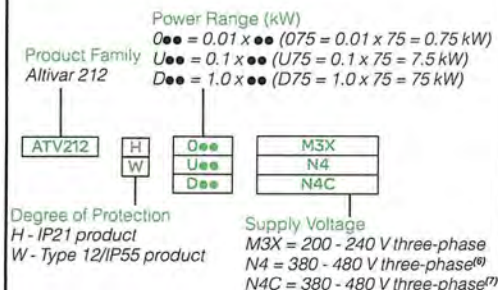 Power Range (kW)
0●● = 0.01 x ●● (075 = 0.01 x 75 = 0.75 kW)
U●● = 0.1 x ●● (U75 = 0.1 x 75 = 7.5 kW)
D●● = 1.0 x ●● (D75 = 1.0 x 75 = 75 kW)
Product Family
Altivar 212
ATV212 H 0●● M3X
W U●● N4
D●● N4C
Degree of Protection
H - IP21 product
W - Type 12/IP55 product
Supply Voltage
M3X = 200 - 240 V three-phase
N4 = 380 - 480 V three-phase(6)
N4C = 380 - 480 V three-phase(7)